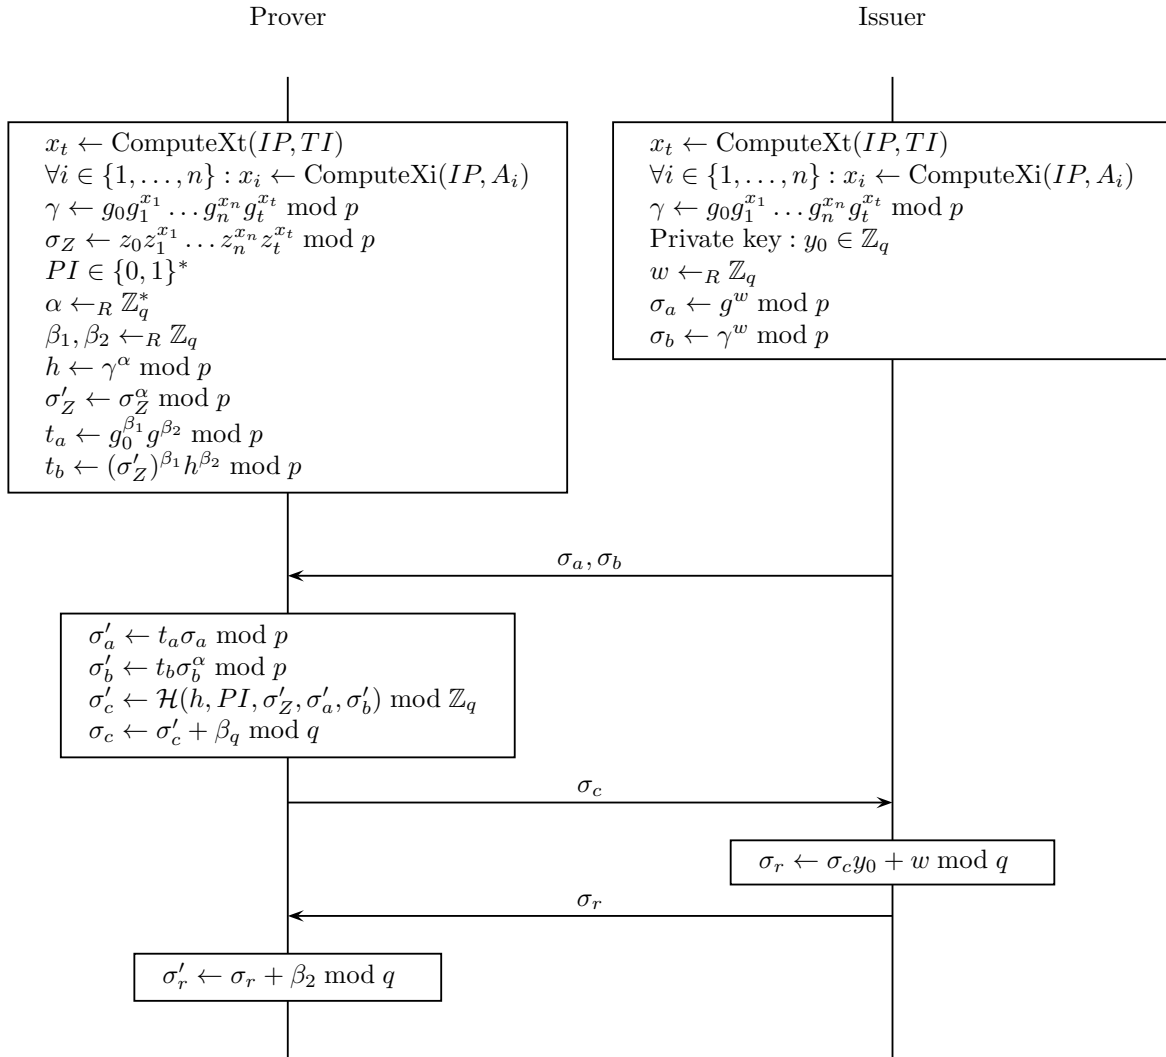 Prover
Issuer
x_t ← ComputeXt(IP, TI)
∀i ∈ {1, . . . , n} : x_i ← ComputeXi(IP, A_i)
γ ← g_0 g_1^{x_1} . . . g_n^{x_n} g_t^{x_t} mod p
σ_Z ← z_0 z_1^{x_1} . . . z_n^{x_n} z_t^{x_t} mod p
PI ∈ {0, 1}^*
α ←_R ℤ_q^*
β_1, β_2 ←_R ℤ_q
h ← γ^α mod p
σ′_Z ← σ_Z^α mod p
t_a ← g_0^{β_1} g^{β_2} mod p
t_b ← (σ′_Z)^{β_1} h^{β_2} mod p
x_t ← ComputeXt(IP, TI)
∀i ∈ {1, . . . , n} : x_i ← ComputeXi(IP, A_i)
γ ← g_0 g_1^{x_1} . . . g_n^{x_n} g_t^{x_t} mod p
Private key : y_0 ∈ ℤ_q
w ←_R ℤ_q
σ_a ← g^w mod p
σ_b ← γ^w mod p
σ_a, σ_b
σ′_a ← t_a σ_a mod p
σ′_b ← t_b σ_b^α mod p
σ′_c ← ℋ(h, PI, σ′_Z, σ′_a, σ′_b) mod ℤ_q
σ_c ← σ′_c + β_q mod q
σ_c
σ_r ← σ_c y_0 + w mod q
σ_r
σ′_r ← σ_r + β_2 mod q